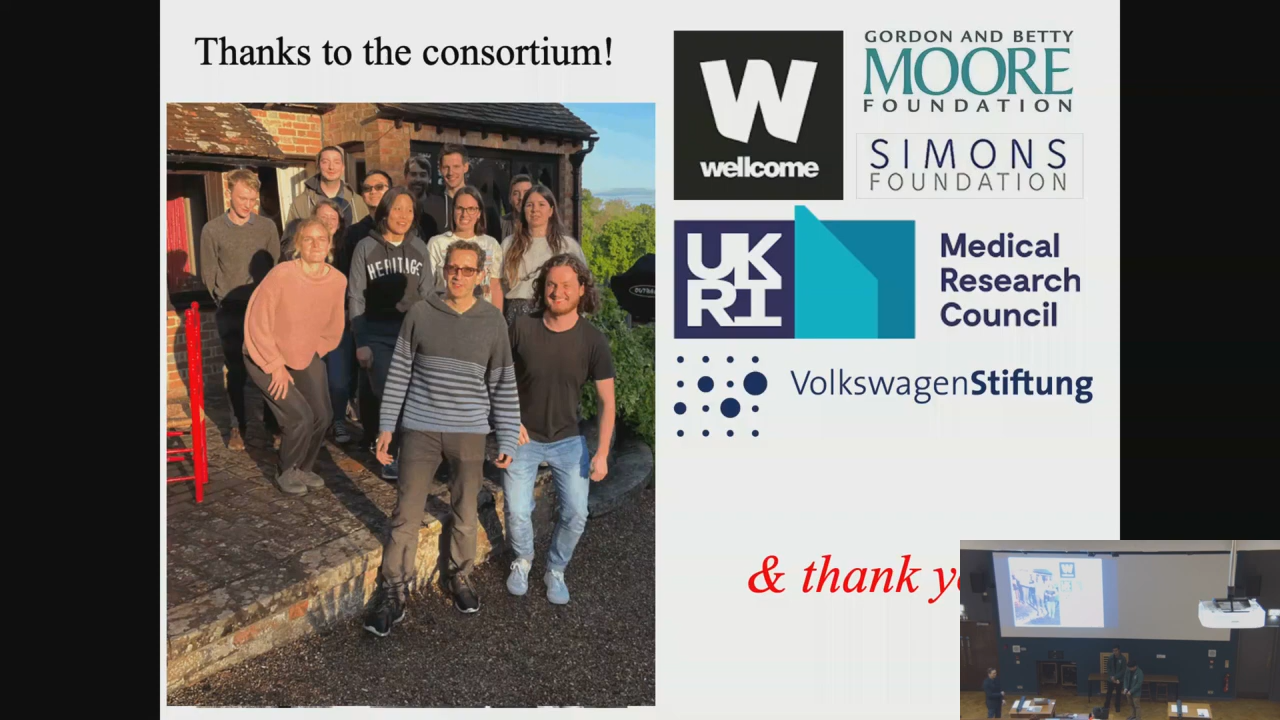 Thanks to the consortium!
GORDON AND BETTY
MOORE
FOUNDATION
W
wellcome
SIMONS
FOUNDATION
UK
RI
Medical
Research
Council
VolkswagenStiftung
HERITAGE
& thank